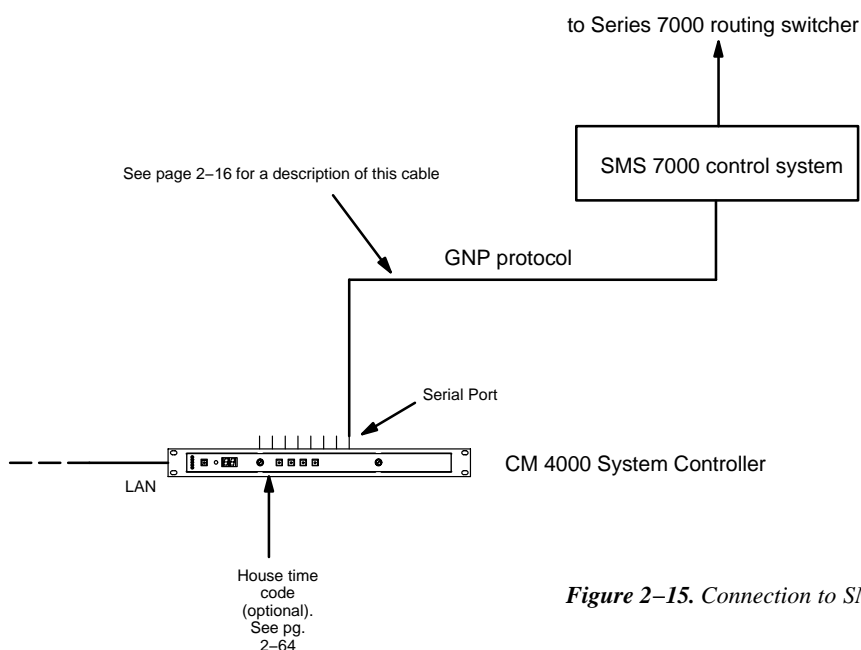 to Series 7000 routing switcher
SMS 7000 control system
See page 2–16 for a description of this cable
GNP protocol
Serial Port
CM 4000 System Controller
LAN
House time
code
(optional).
See pg.
2–64
Figure 2–15. Connection to